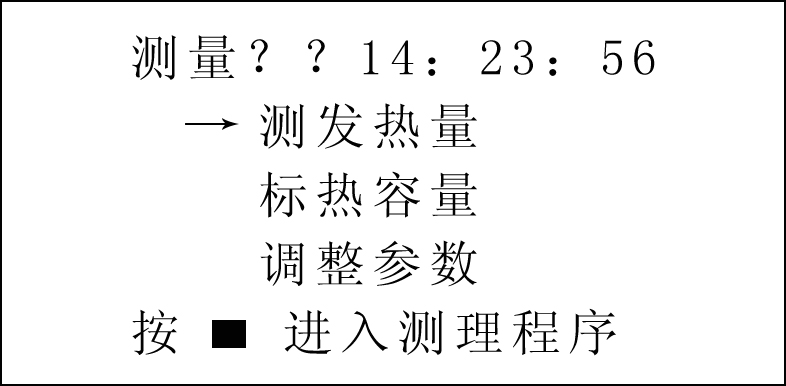 测量？？14：23：56
→测发热量
标热容量
调整参数
按 ■ 进入测理程序